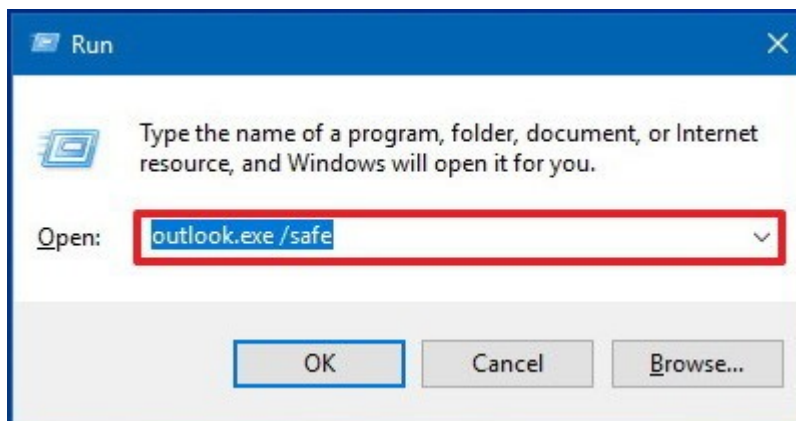 Run
Type the name of a program, folder, document, or Internet
resource, and Windows will open it for you.
Open: outlook.exe /safe
OK Cancel Browse...